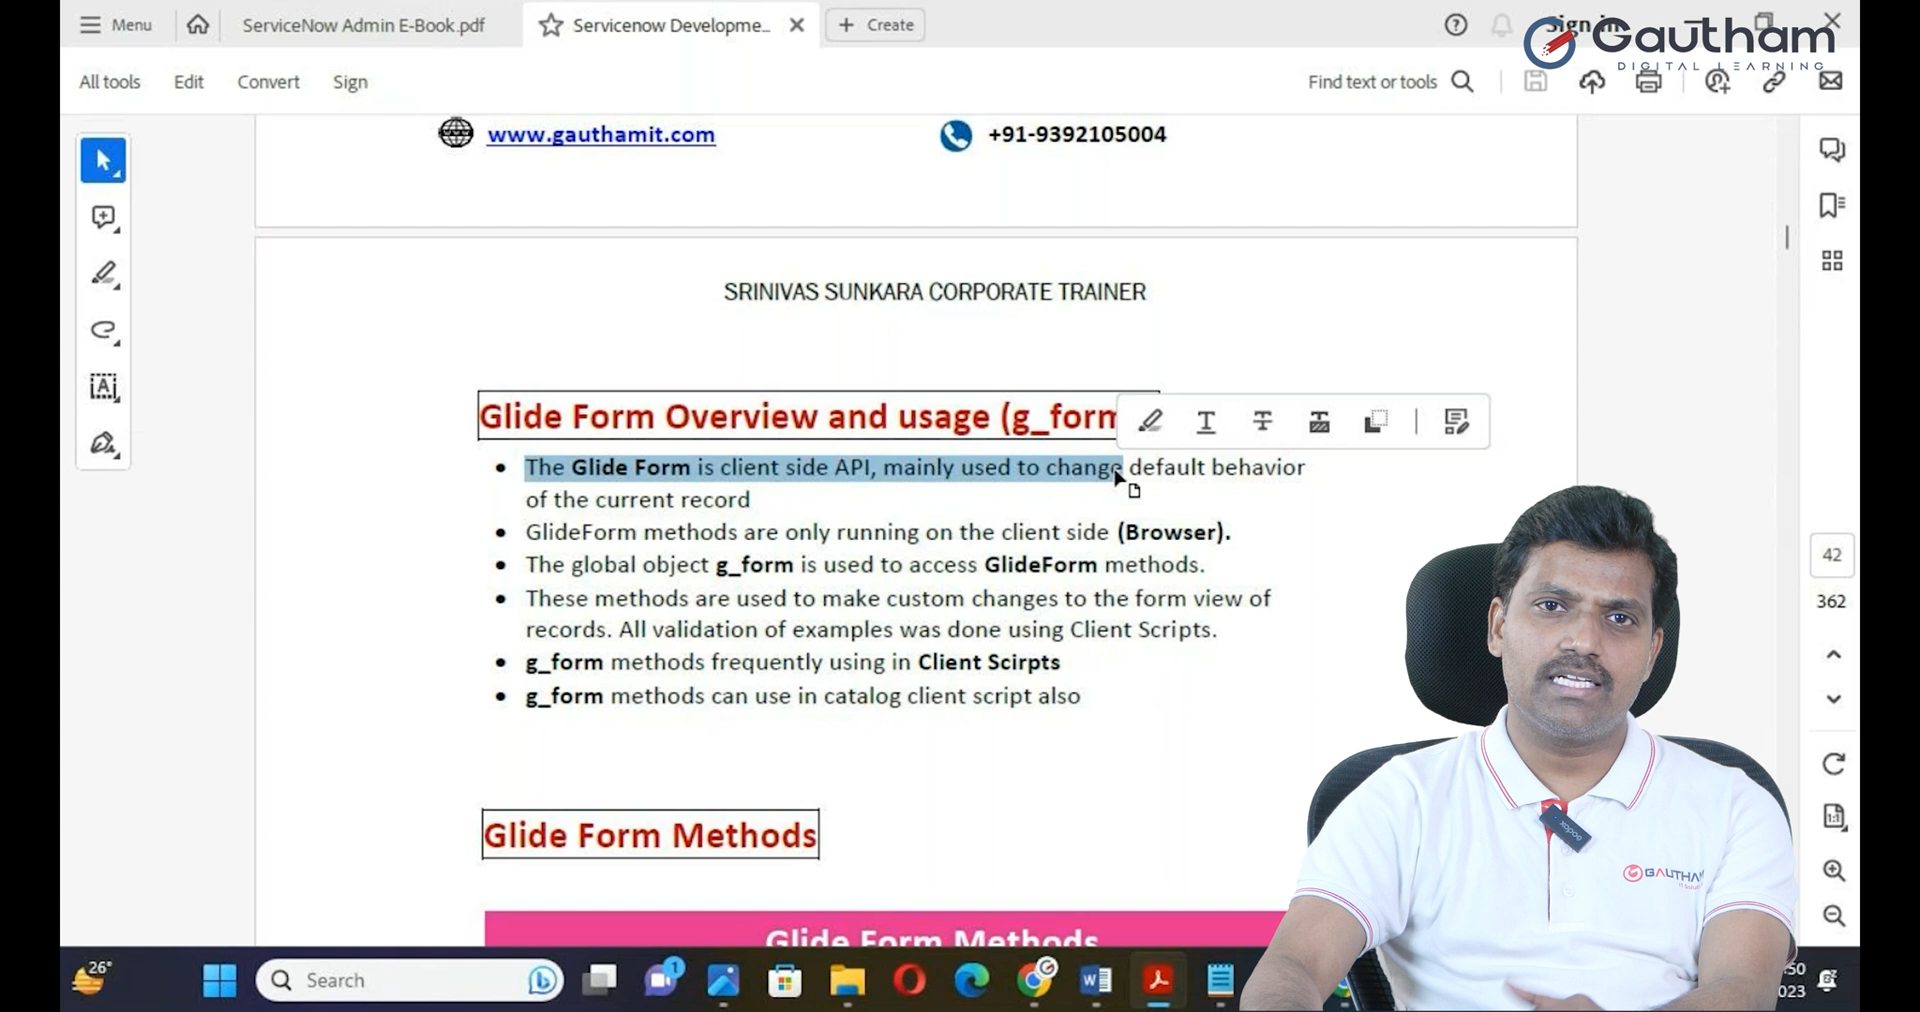 Menu
ServiceNow Admin E-Book.pdf
Servicenow Developme...
Create
Gautham
DIGITAL LEARNING
All tools
Edit
Convert
Sign
Find text or tools
www.gauthamit.com
+91-9392105004
SRINIVAS SUNKARA CORPORATE TRAINER
Glide Form Overview and usage (g_form
• The Glide Form is client side API, mainly used to change default behavior
of the current record
• GlideForm methods are only running on the client side (Browser).
• The global object g_form is used to access GlideForm methods.
• These methods are used to make custom changes to the form view of
records. All validation of examples was done using Client Scripts.
• g_form methods frequently using in Client Scirpts
• g_form methods can use in catalog client script also
42
362
Glide Form Methods
Glide Form Methods
GAUTHAM
26°
Search
1
:50
023